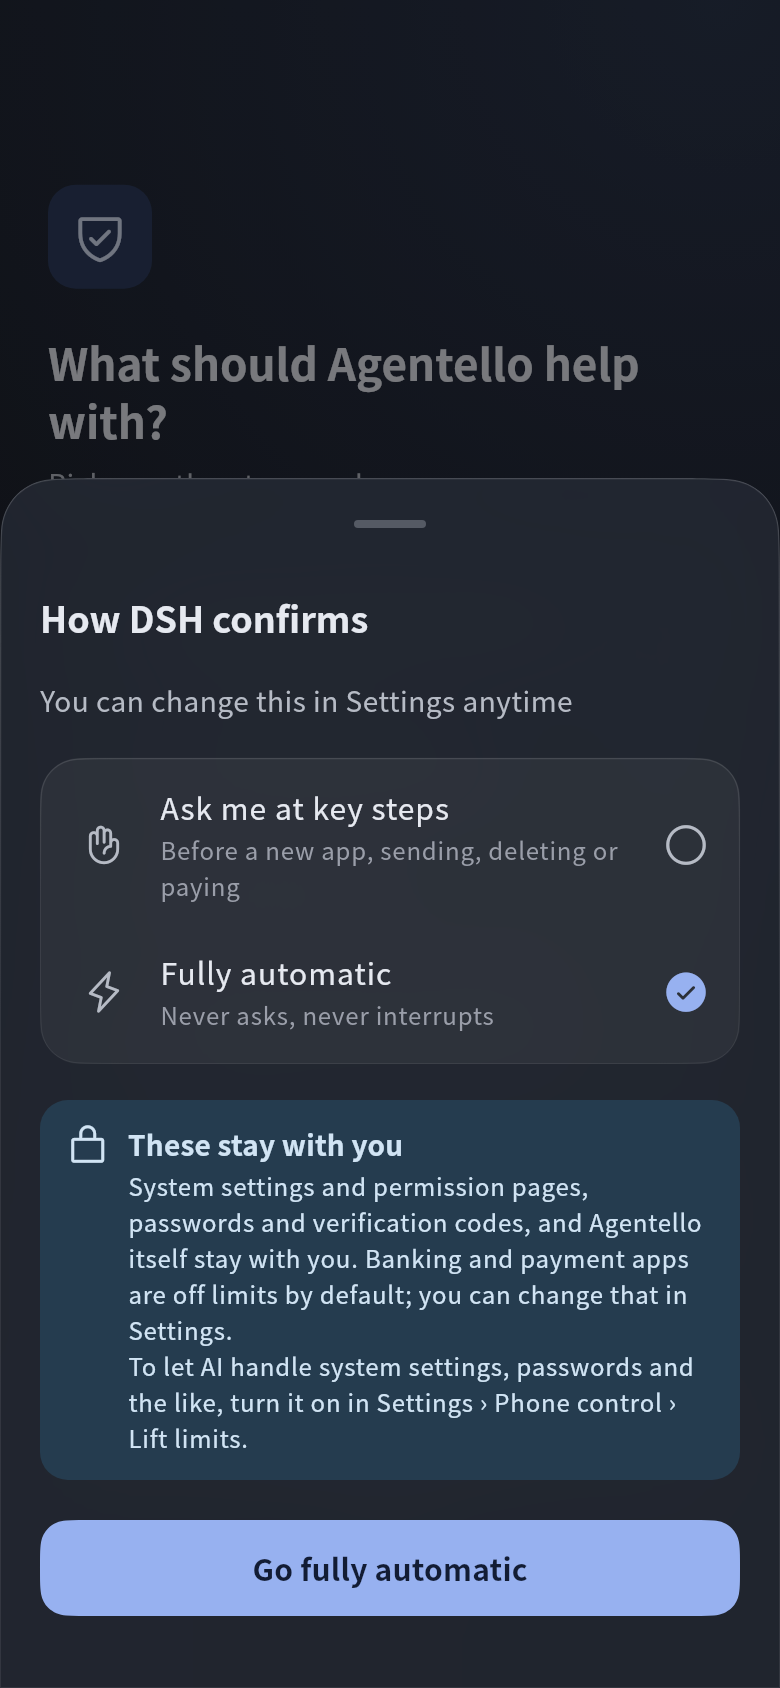 What should Agentello help
with?
How DSH confirms
You can change this in Settings anytime
Ask me at key steps
Before a new app, sending, deleting or
paying
Fully automatic
Never asks, never interrupts
These stay with you
System settings and permission pages,
passwords and verification codes, and Agentello
itself stay with you. Banking and payment apps
are off limits by default; you can change that in
Settings.
To let AI handle system settings, passwords and
the like, turn it on in Settings › Phone control ›
Lift limits.
Go fully automatic